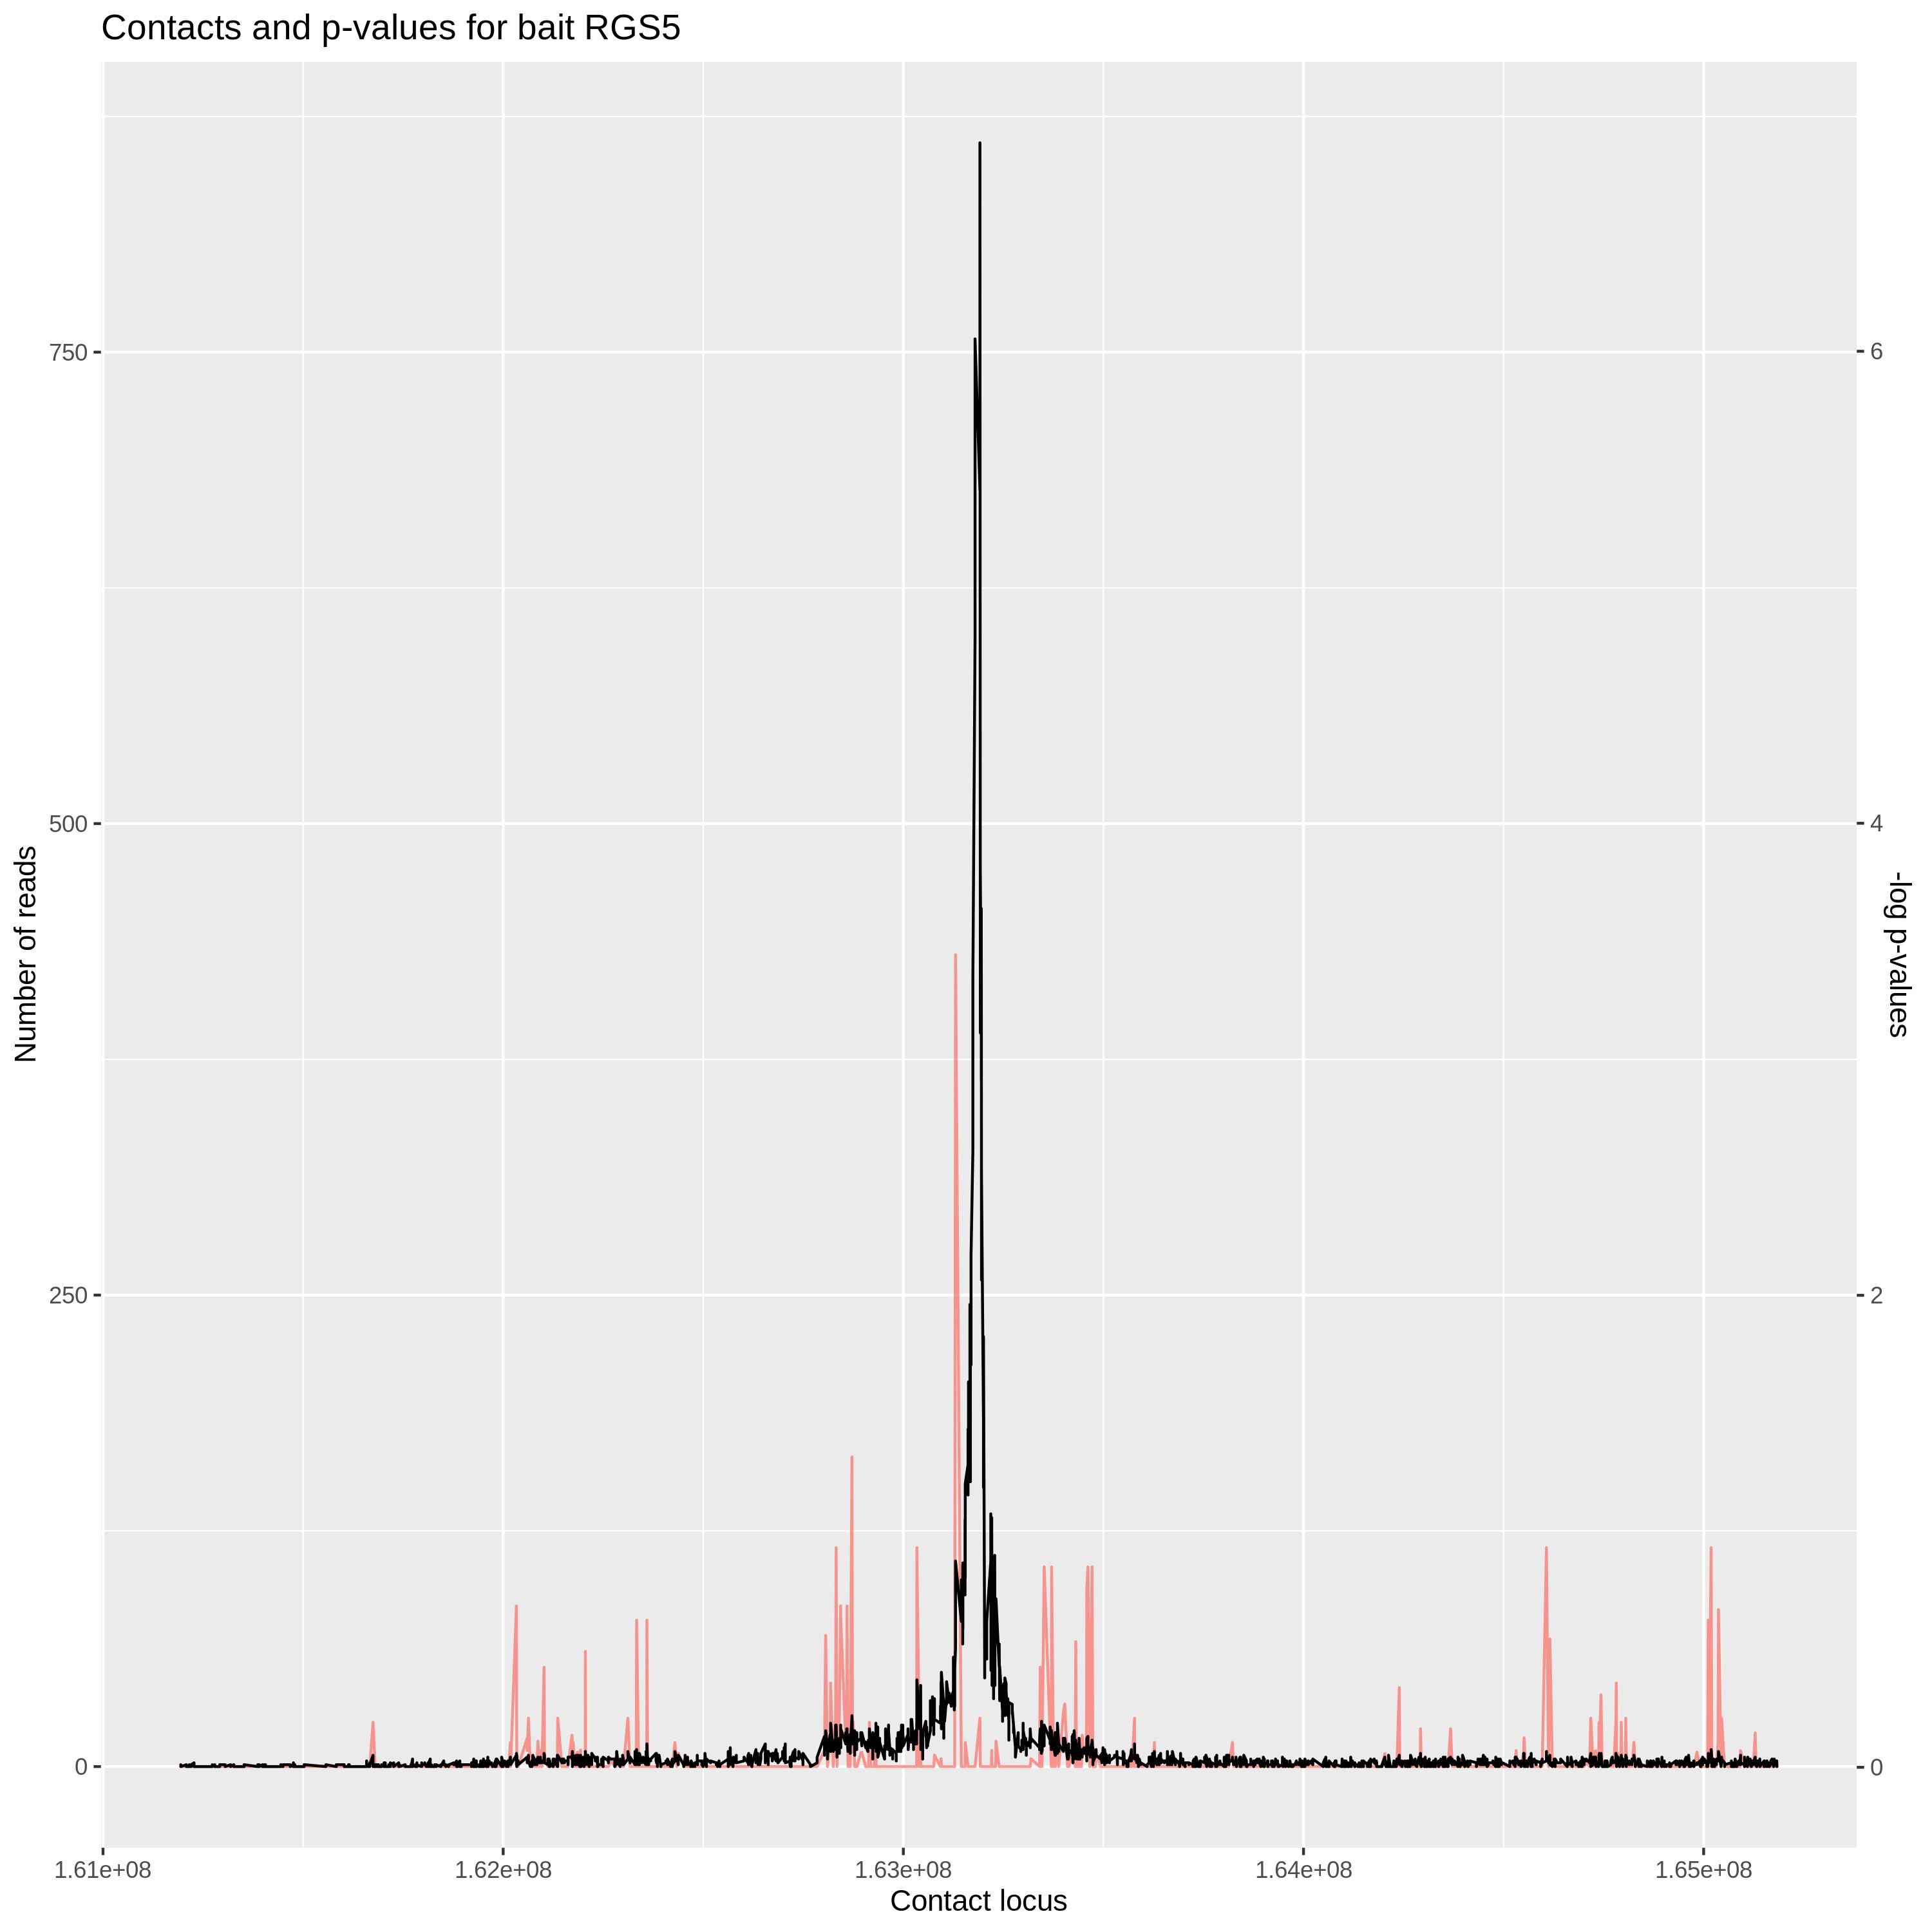 Contacts and p-values for bait RGS5
Number of reads
750
500
250
0
6
4
2
0
-log p-values
1.61e+08 1.62e+08 1.63e+08 1.64e+08 1.65e+08
Contact locus